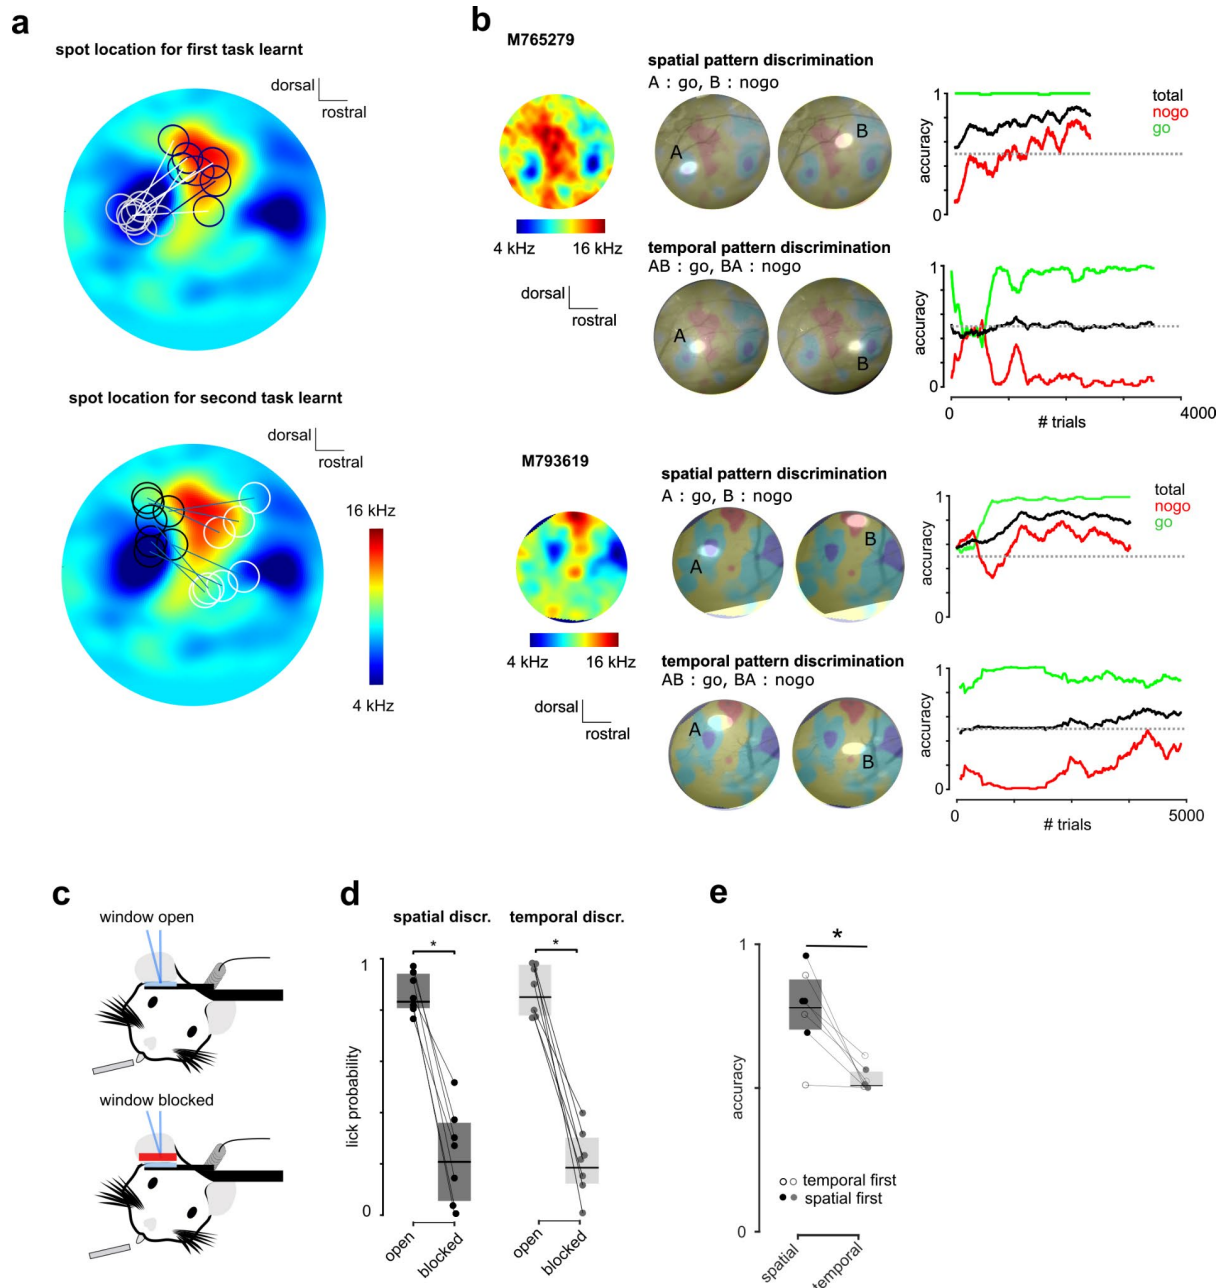 a
spot location for first task learnt
dorsal
rostral
spot location for second task learnt
dorsal
rostral
16 kHz
4 kHz
b
M765279
4 kHz 16 kHz
dorsal
rostral
spatial pattern discrimination
A : go, B : nogo
A
B
1
accuracy
0
total
nogo
go
temporal pattern discrimination
AB : go, BA : nogo
A
B
1
accuracy
0
0 4000
# trials
M793619
4 kHz 16 kHz
dorsal
rostral
spatial pattern discrimination
A : go, B : nogo
A
B
1
accuracy
0
total
nogo
go
temporal pattern discrimination
AB : go, BA : nogo
A
B
1
accuracy
0
0 5000
# trials
c
window open
window blocked
d
spatial discr. temporal discr.
* *
1
lick probability
0
open blocked open blocked
e
*
1
accuracy
0
temporal first
spatial first
spatial temporal